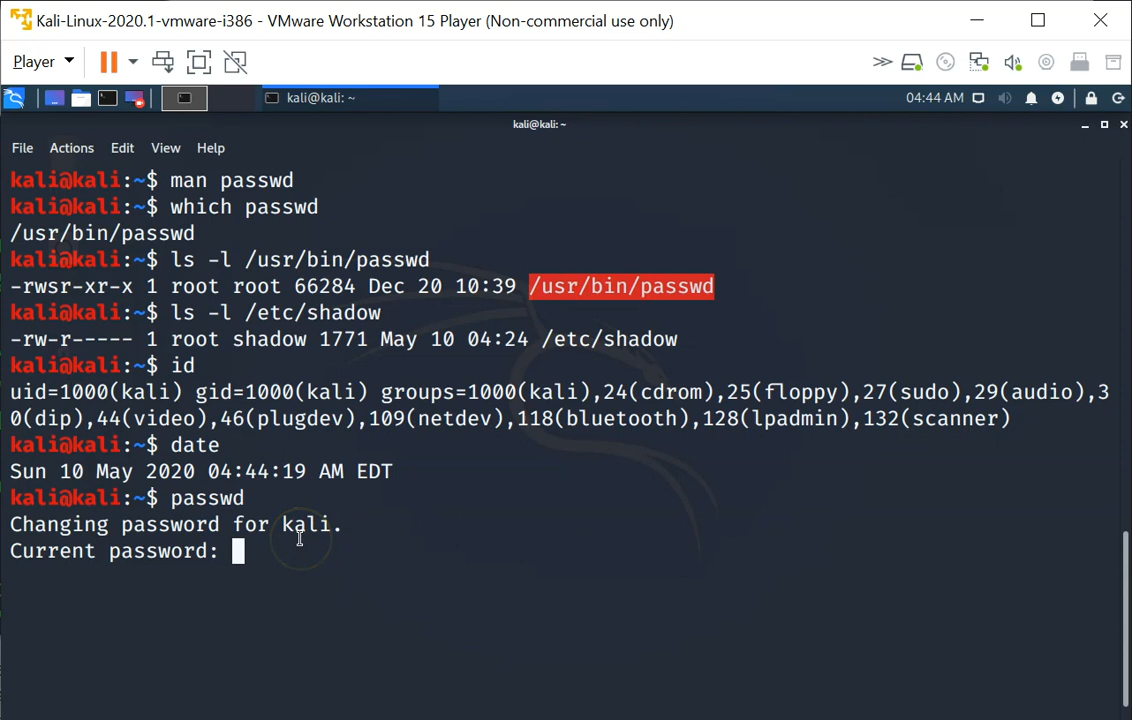 Kali-Linux-2020.1-vmware-i386 - VMware Workstation 15 Player (Non-commercial use only)
Player
kali@kali: ~
04:44 AM
kali@kali: ~
File Actions Edit View Help
kali@kali:~$ man passwd
kali@kali:~$ which passwd
/usr/bin/passwd
kali@kali:~$ ls -l /usr/bin/passwd
-rwsr-xr-x 1 root root 66284 Dec 20 10:39 /usr/bin/passwd
kali@kali:~$ ls -l /etc/shadow
-rw-r----- 1 root shadow 1771 May 10 04:24 /etc/shadow
kali@kali:~$ id
uid=1000(kali) gid=1000(kali) groups=1000(kali),24(cdrom),25(floppy),27(sudo),29(audio),3
0(dip),44(video),46(plugdev),109(netdev),118(bluetooth),128(lpadmin),132(scanner)
kali@kali:~$ date
Sun 10 May 2020 04:44:19 AM EDT
kali@kali:~$ passwd
Changing password for kali.
Current password: